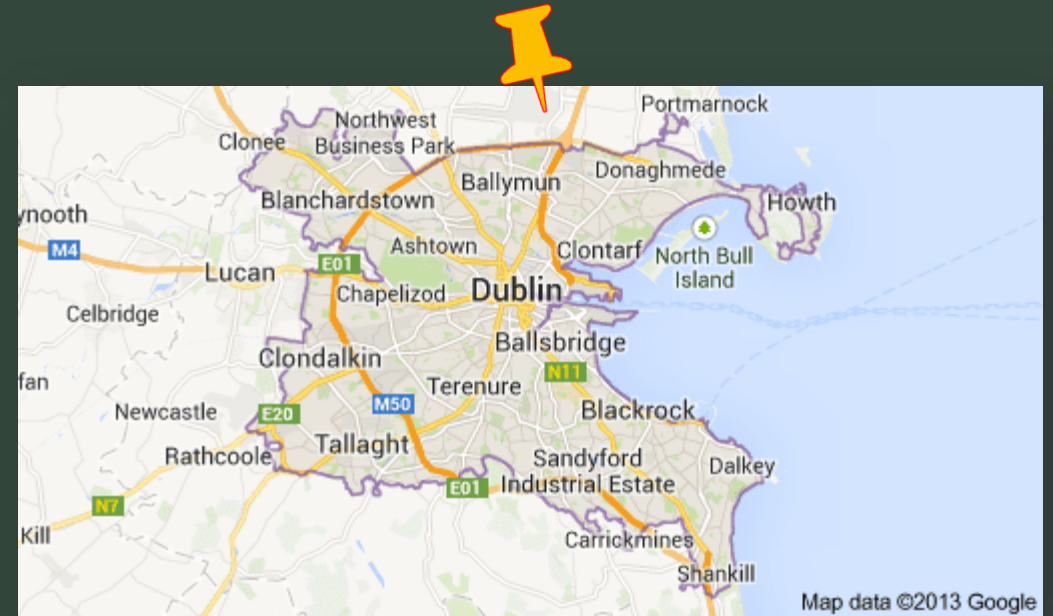 Portmarnock
Northwest
Business Park
Clonee
Donaghmede
Ballymun
Blanchardstown
Howth
ynooth
M4
Ashtown
Clontarf
North Bull
Island
E01
Lucan
Chapelizod
Dublin
Celbridge
Ballsbridge
Clondalkin
N11
fan
Terenure
M50
Newcastle
E20
Blackrock
Tallaght
Rathcoole
Sandyford
Industrial Estate
Dalkey
E01
N7
Kill
Carrickmines
Shankill
Map data ©2013 Google